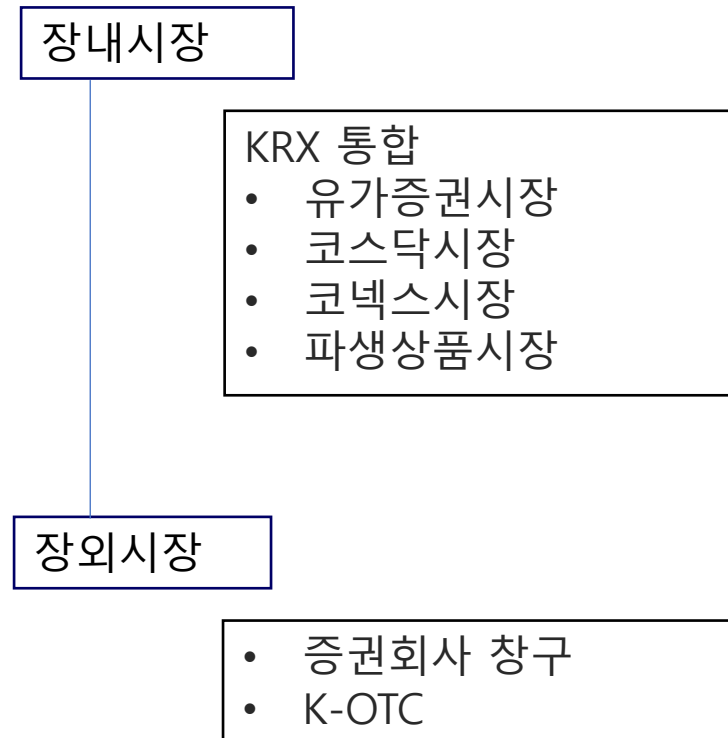 장내시장
KRX 통합
• 유가증권시장
• 코스닥시장
• 코넥스시장
• 파생상품시장
장외시장
• 증권회사 창구
• K-OTC